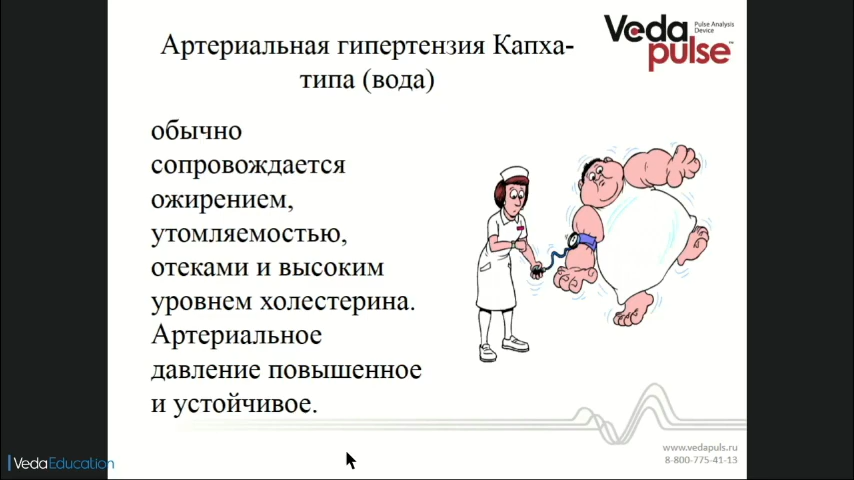 Артериальная гипертензия Капха-
типа (вода)
Veda
pulse™
Pulse Analysis
Device
обычно
сопровождается
ожирением,
утомляемостью,
отеками и высоким
уровнем холестерина.
Артериальное
давление повышенное
и устойчивое.
www.vedapuls.ru
8-800-775-41-13
VedaEducation